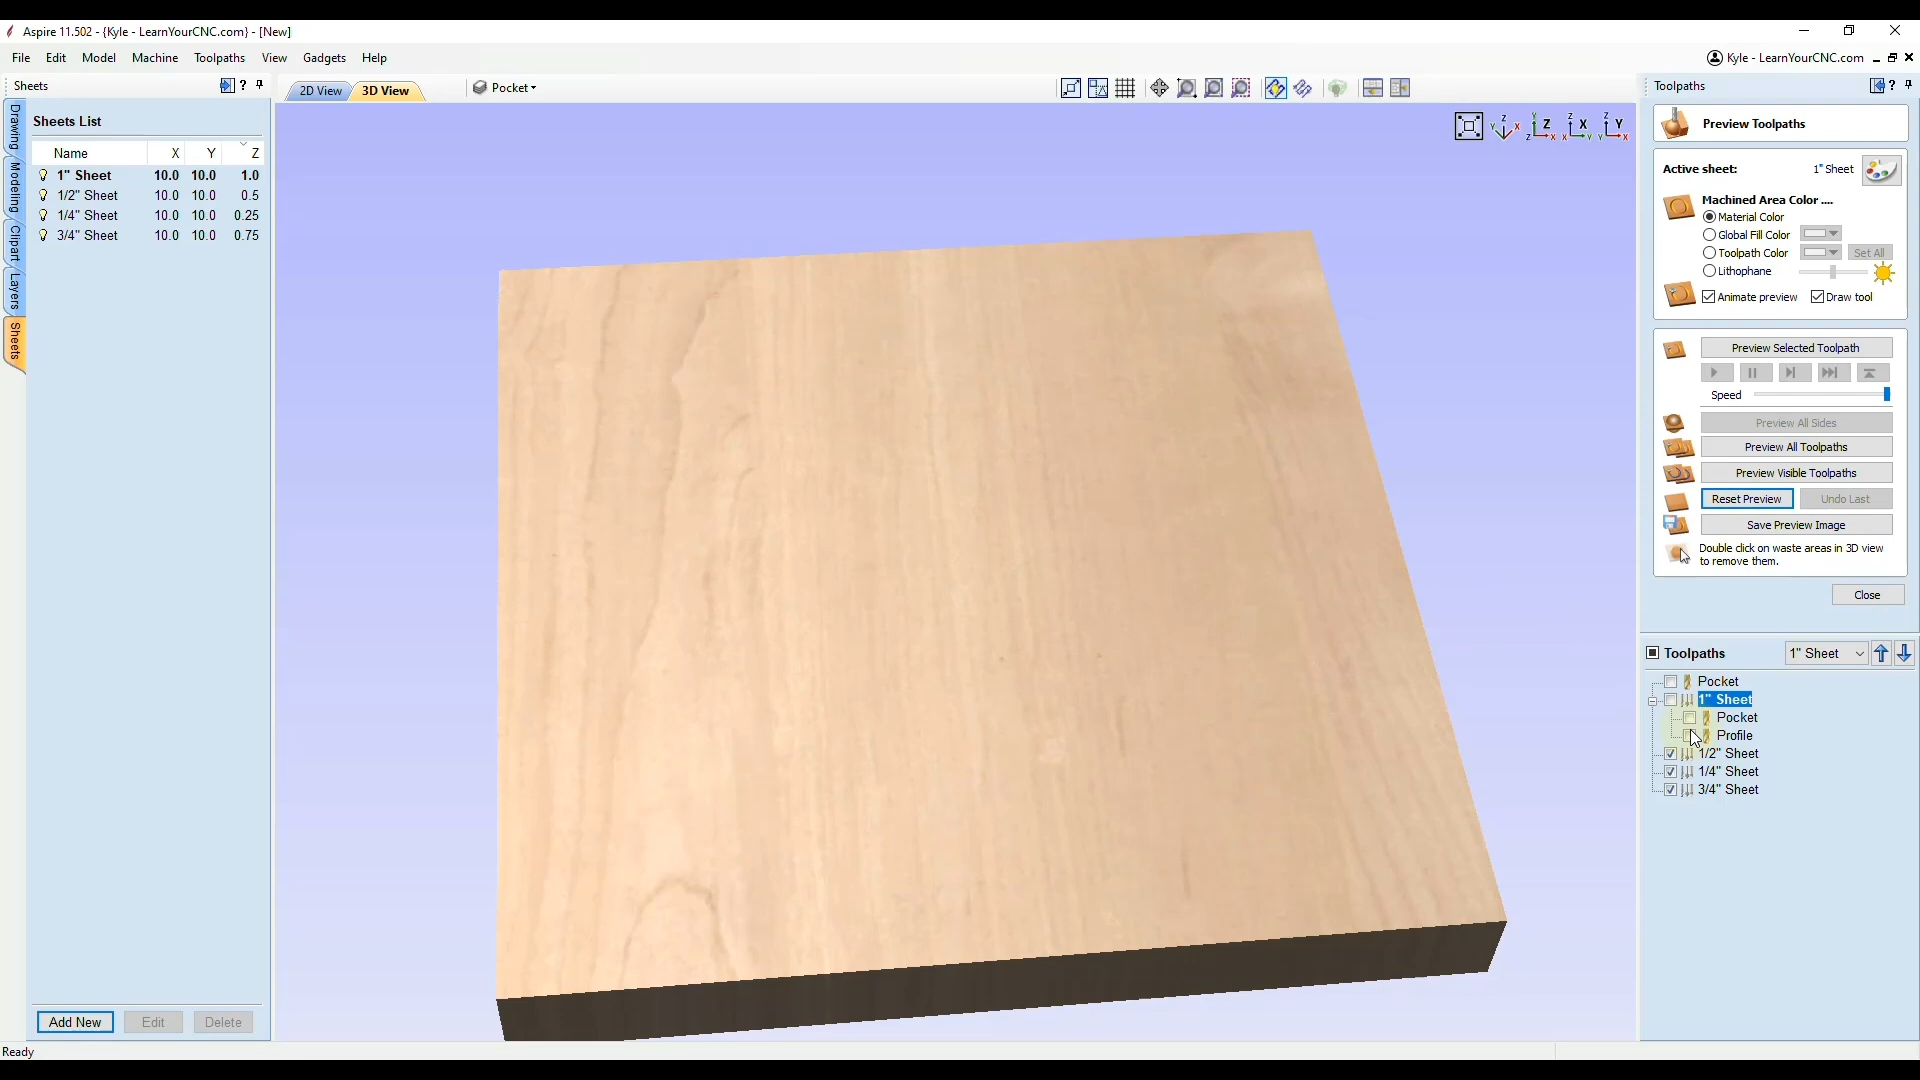 Aspire 11.502 - {Kyle - LearnYourCNC.com} - [New]
File Edit Model Machine Toolpaths View Gadgets Help
Kyle - LearnYourCNC.com
Sheets
?
2D View
3D View
Pocket
Toolpaths
?
Drawing
Modeling
Clipart
Layers
Sheets
Sheets List
Name X Y Z
1" Sheet 10.0 10.0 1.0
1/2" Sheet 10.0 10.0 0.5
1/4" Sheet 10.0 10.0 0.25
3/4" Sheet 10.0 10.0 0.75
Add New Edit Delete
Ready
Z Y X
Y Z Z X
Z X X Y
Z Y Y X
Preview Toolpaths
Active sheet: 1" Sheet
Machined Area Color ....
Material Color
Global Fill Color
Toolpath Color Set All
Lithophane
Animate preview Draw tool
Preview Selected Toolpath
Speed
Preview All Sides
Preview All Toolpaths
Preview Visible Toolpaths
Reset Preview Undo Last
Save Preview Image
Double click on waste areas in 3D view
to remove them.
Close
Toolpaths 1" Sheet
Pocket
1" Sheet
Pocket
Profile
1/2" Sheet
1/4" Sheet
3/4" Sheet